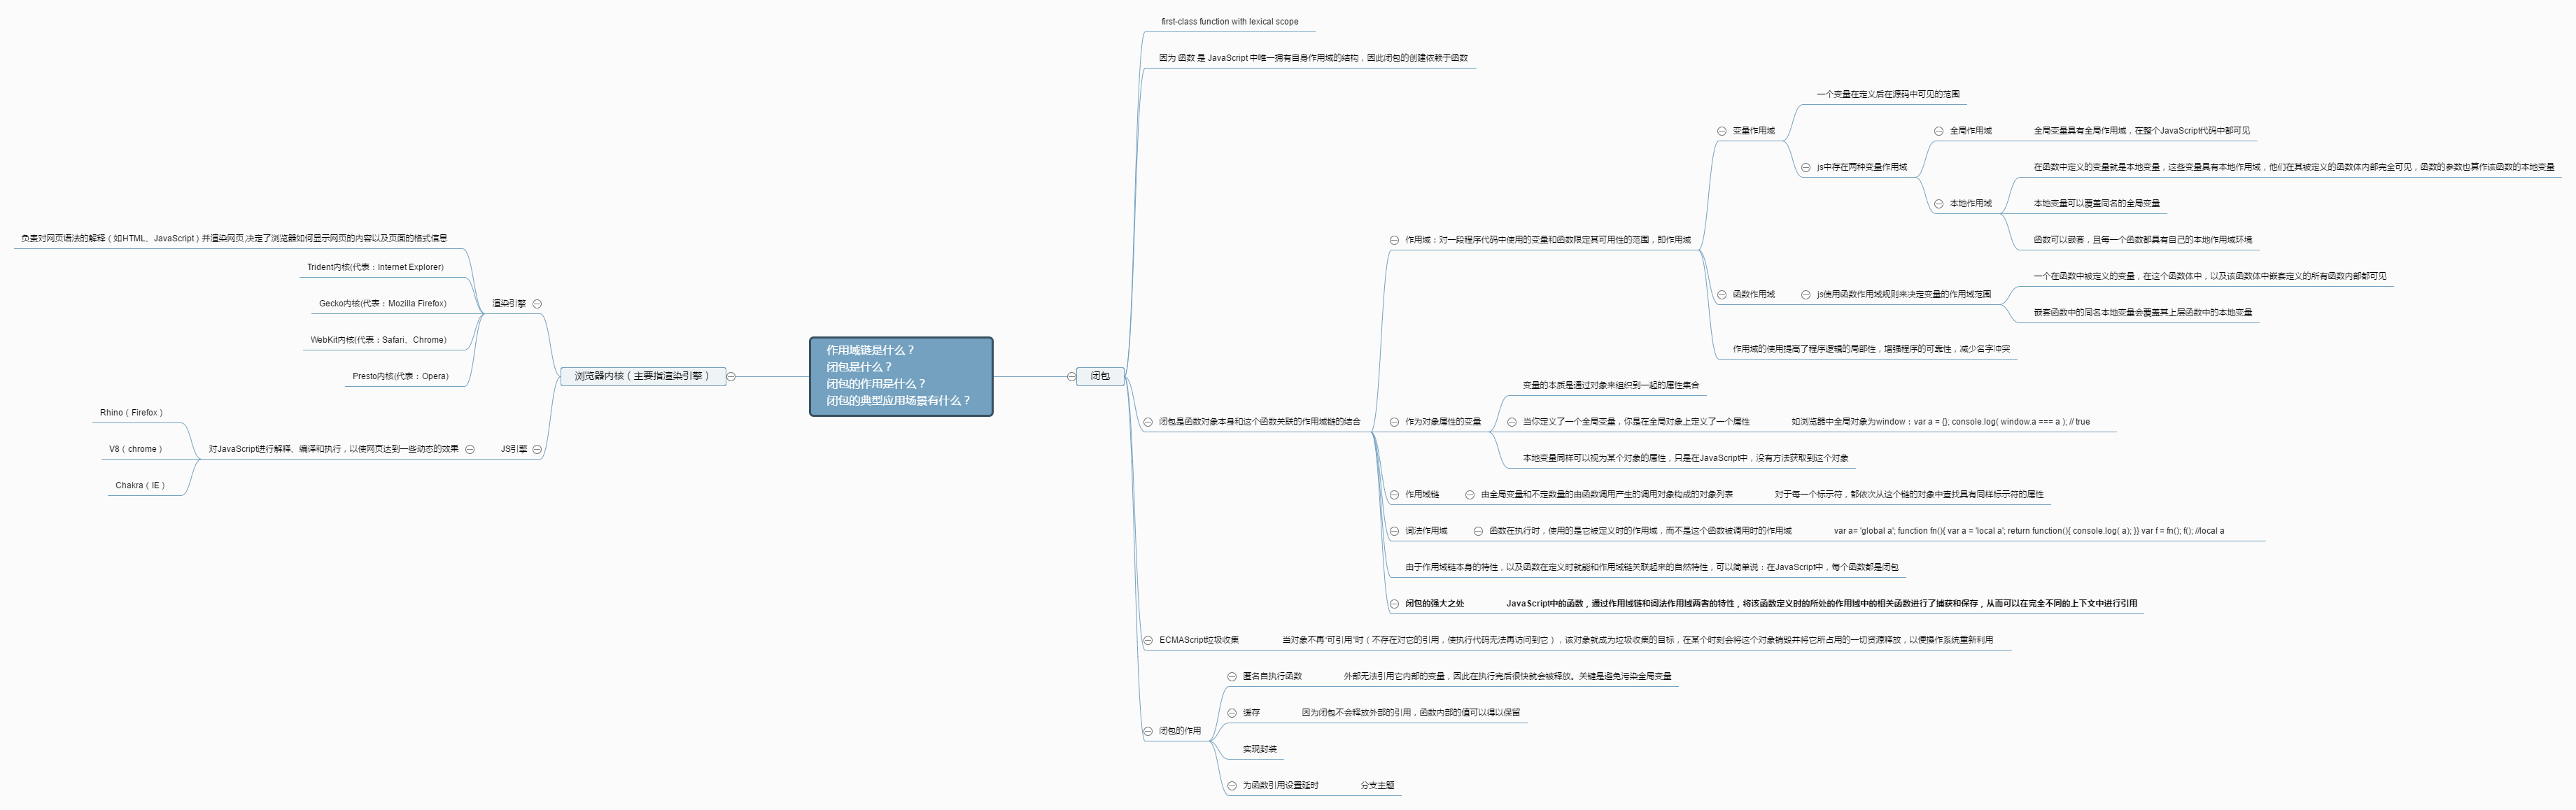 作用域链是什么？
闭包是什么？
闭包的作用是什么？
闭包的典型应用场景有什么？
浏览器内核（主要指渲染引擎）
渲染引擎
负责对网页语法的解释（如HTML、JavaScript）并渲染网页,决定了浏览器如何显示网页的内容以及页面的格式信息
Trident内核(代表：Internet Explorer)
Gecko内核(代表：Mozilla Firefox)
WebKit内核(代表：Safari、Chrome)
Presto内核(代表：Opera)
JS引擎
对JavaScript进行解释、编译和执行，以使网页达到一些动态的效果
Rhino（Firefox）
V8（chrome）
Chakra（IE）
闭包
first-class function with lexical scope
因为 函数 是 JavaScript 中唯一拥有自身作用域的结构，因此闭包的创建依赖于函数
闭包是函数对象本身和这个函数关联的作用域链的结合
作用域：对一段程序代码中使用的变量和函数限定其可用性的范围，即作用域
变量作用域
一个变量在定义后在源码中可见的范围
js中存在两种变量作用域
全局作用域
全局变量具有全局作用域，在整个JavaScript代码中都可见
本地作用域
在函数中定义的变量就是本地变量，这些变量具有本地作用域，他们在其被定义的函数体内部完全可见，函数的参数也算作该函数的本地变量
本地变量可以覆盖同名的全局变量
函数可以嵌套，且每一个函数都具有自己的本地作用域环境
函数作用域
js使用函数作用域规则来决定变量的作用域范围
一个在函数中被定义的变量，在这个函数体中，以及该函数体中嵌套定义的所有函数内部都可见
嵌套函数中的同名本地变量会覆盖其上层函数中的本地变量
作用域的使用提高了程序逻辑的局部性，增强程序的可靠性，减少名字冲突
作为对象属性的变量
变量的本质是通过对象来组织到一起的属性集合
当你定义了一个全局变量，你是在全局对象上定义了一个属性
如浏览器中全局对象为window：var a = {}; console.log( window.a === a ); // true
本地变量同样可以视为某个对象的属性，只是在JavaScript中，没有方法获取到这个对象
作用域链
由全局变量和不定数量的由函数调用产生的调用对象构成的对象列表
对于每一个标示符，都依次从这个链的对象中查找具有同样标示符的属性
词法作用域
函数在执行时，使用的是它被定义时的作用域，而不是这个函数被调用时的作用域
var a= 'global a'; function fn(){ var a = 'local a'; return function(){ console.log( a); }} var f = fn(); f(); //local a
由于作用域链本身的特性，以及函数在定义时就能和作用域链关联起来的自然特性，可以简单说：在JavaScript中，每个函数都是闭包
闭包的强大之处
JavaScript中的函数，通过作用域链和词法作用域两者的特性，将该函数定义时的所处的作用域中的相关函数进行了捕获和保存，从而可以在完全不同的上下文中进行引用
ECMAScript垃圾收集
当对象不再“可引用”时（不存在对它的引用，使执行代码无法再访问到它），该对象就成为垃圾收集的目标，在某个时刻会将这个对象销毁并将它所占用的一切资源释放，以便操作系统重新利用
闭包的作用
匿名自执行函数
外部无法引用它内部的变量，因此在执行完后很快就会被释放。关键是避免污染全局变量
缓存
因为闭包不会释放外部的引用，函数内部的值可以得以保留
实现封装
为函数引用设置延时
分支主题